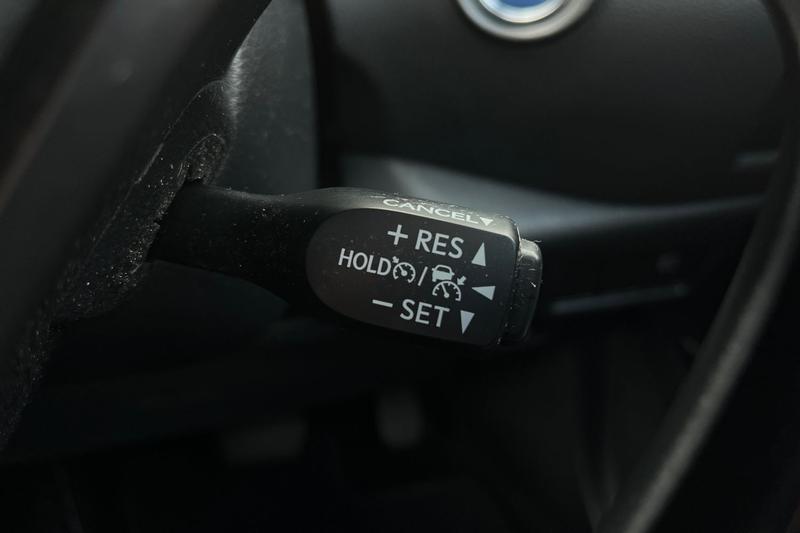 CANCEL▼
+ RES ▲
HOLD / ◀
− SET ▼